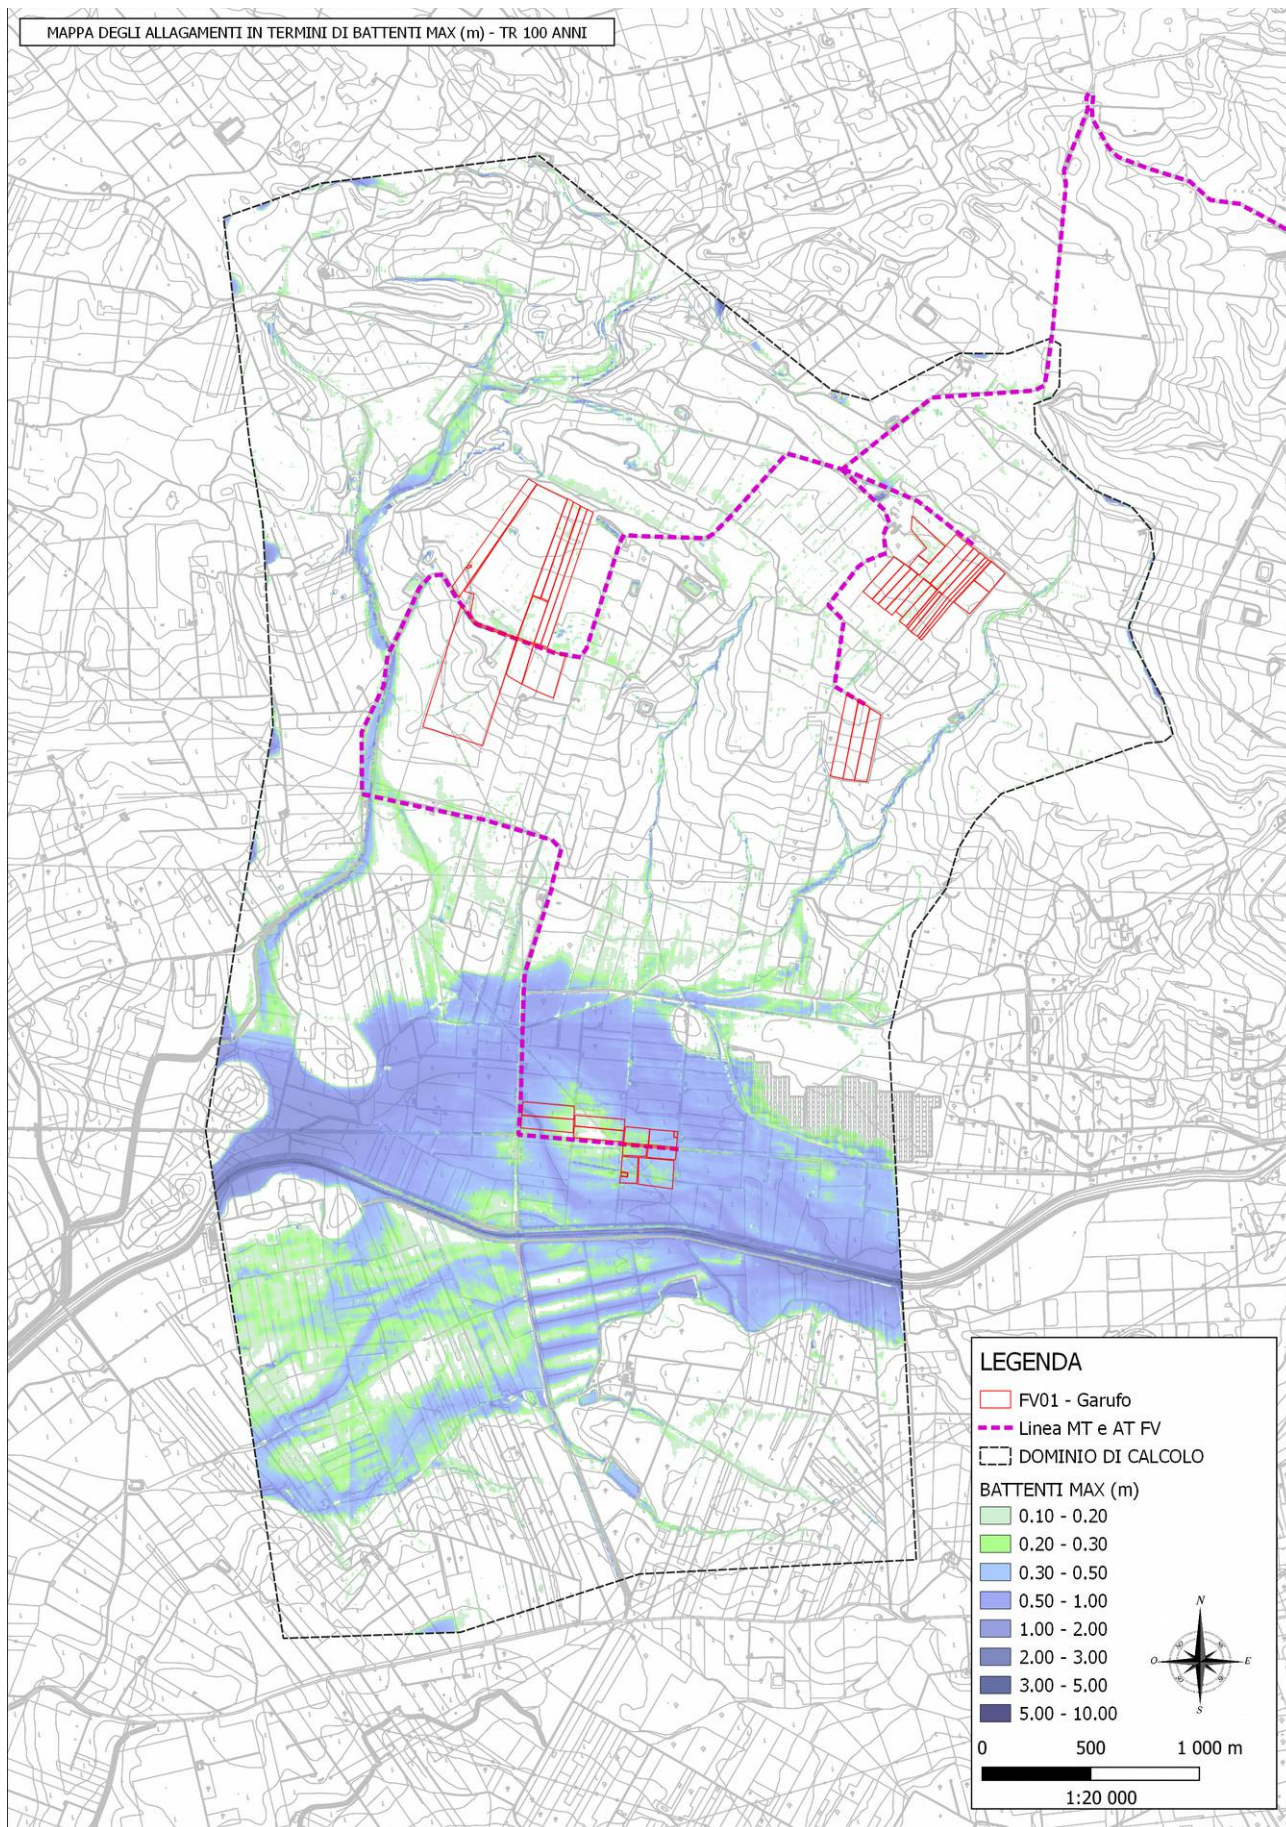 MAPPA DEGLI ALLAGAMENTI IN TERMINI DI BATTENTI MAX (m) - TR 100 ANNI
LEGENDA
FV01 - Garufo
Linea MT e AT FV
DOMINIO DI CALCOLO
BATTENTI MAX (m)
0.10 - 0.20
0.20 - 0.30
0.30 - 0.50
0.50 - 1.00
1.00 - 2.00
2.00 - 3.00
3.00 - 5.00
5.00 - 10.00
N
O
E
S
0 500 1 000 m
1:20 000